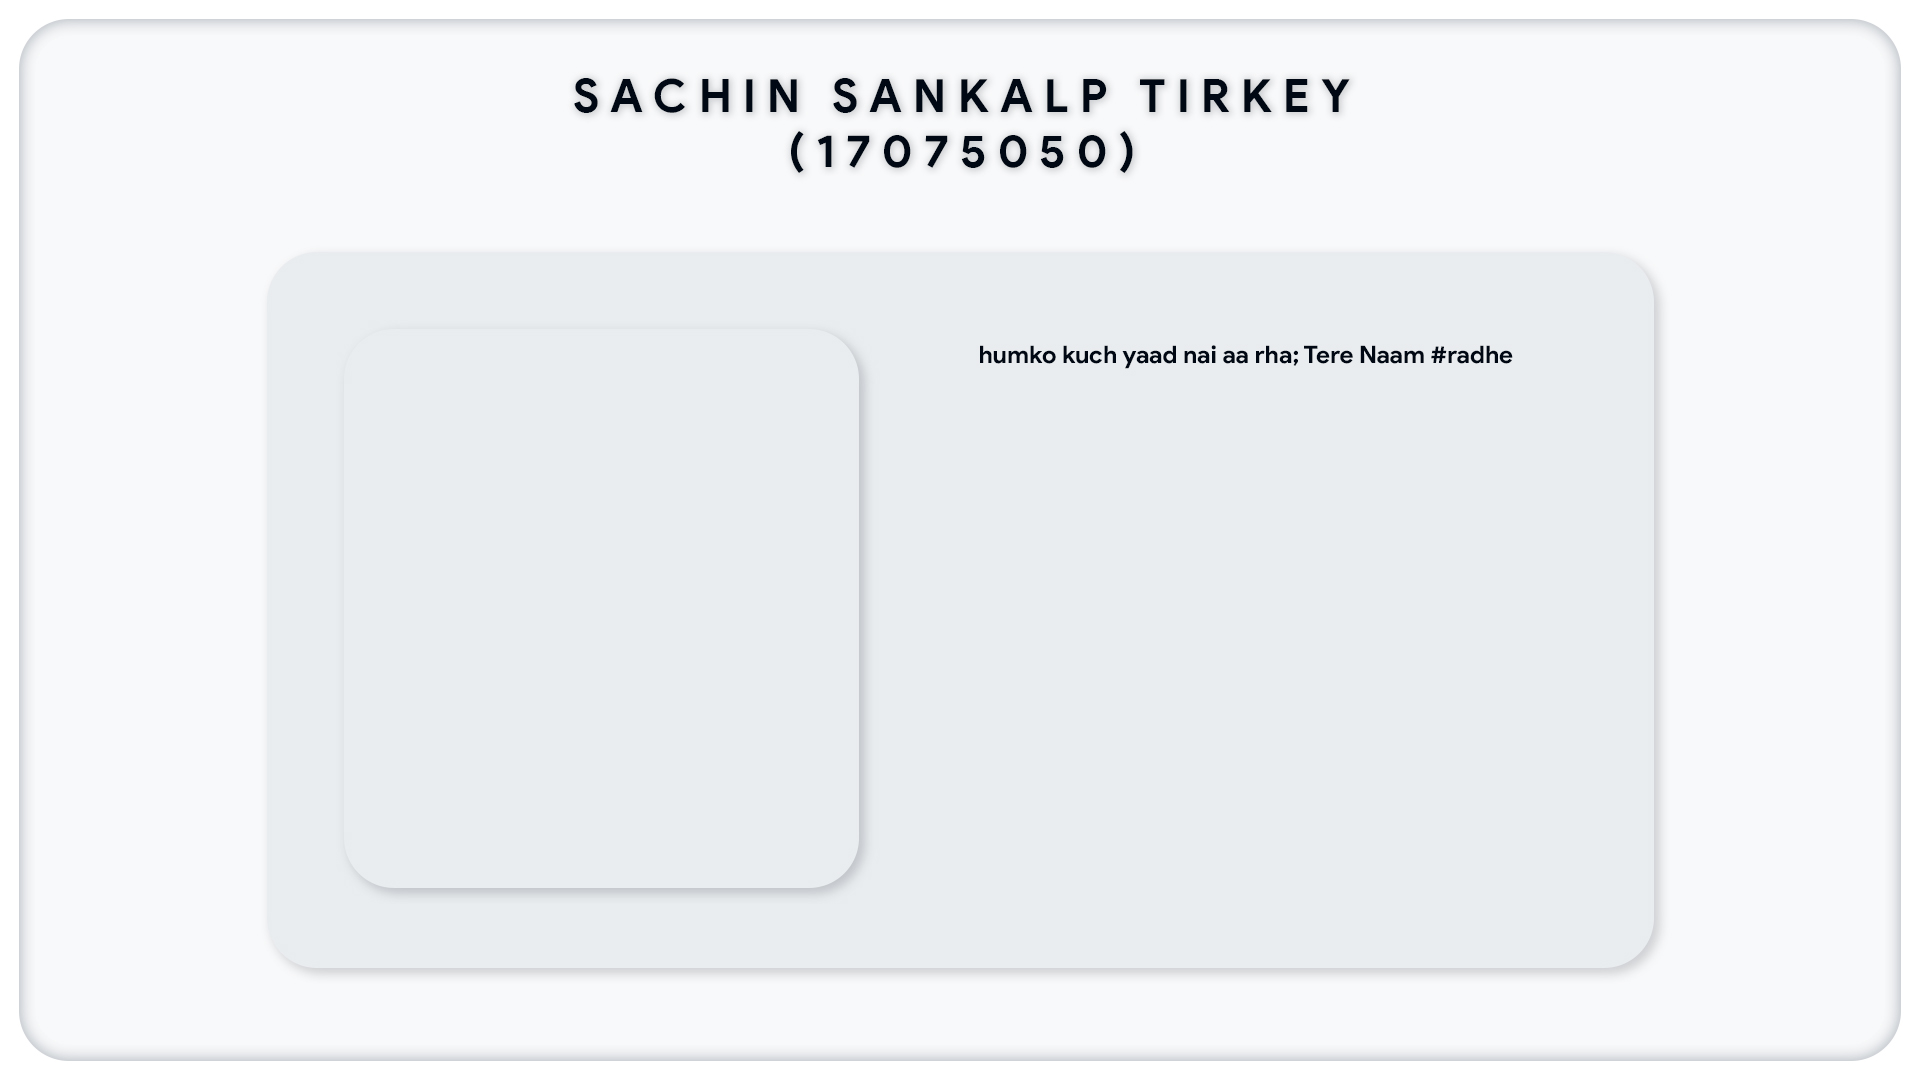 SACHIN SANKALP TIRKEY
(17075050)
humko kuch yaad nai aa rha; Tere Naam #radhe